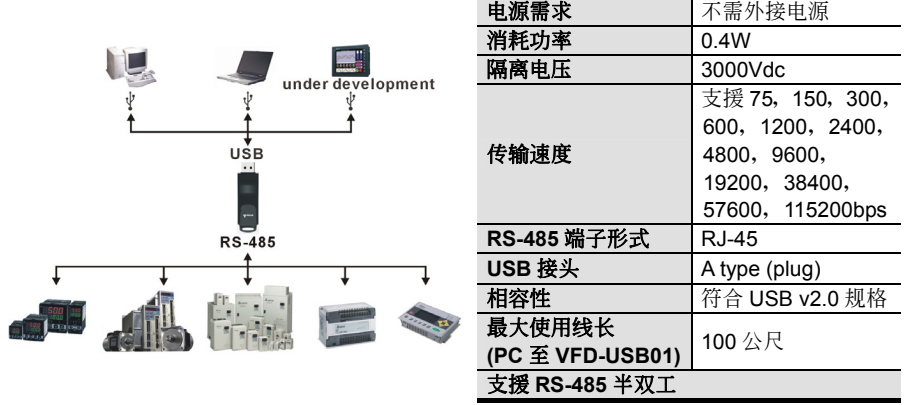 under development
USB
RS-485
电源需求 不需外接电源
消耗功率 0.4W
隔离电压 3000Vdc
传输速度 支援 75，150，300，
600，1200，2400，
4800，9600，
19200，38400，
57600，115200bps
RS-485 端子形式 RJ-45
USB 接头 A type (plug)
相容性 符合 USB v2.0 规格
最大使用线长
(PC 至 VFD-USB01) 100 公尺
支援 RS-485 半双工